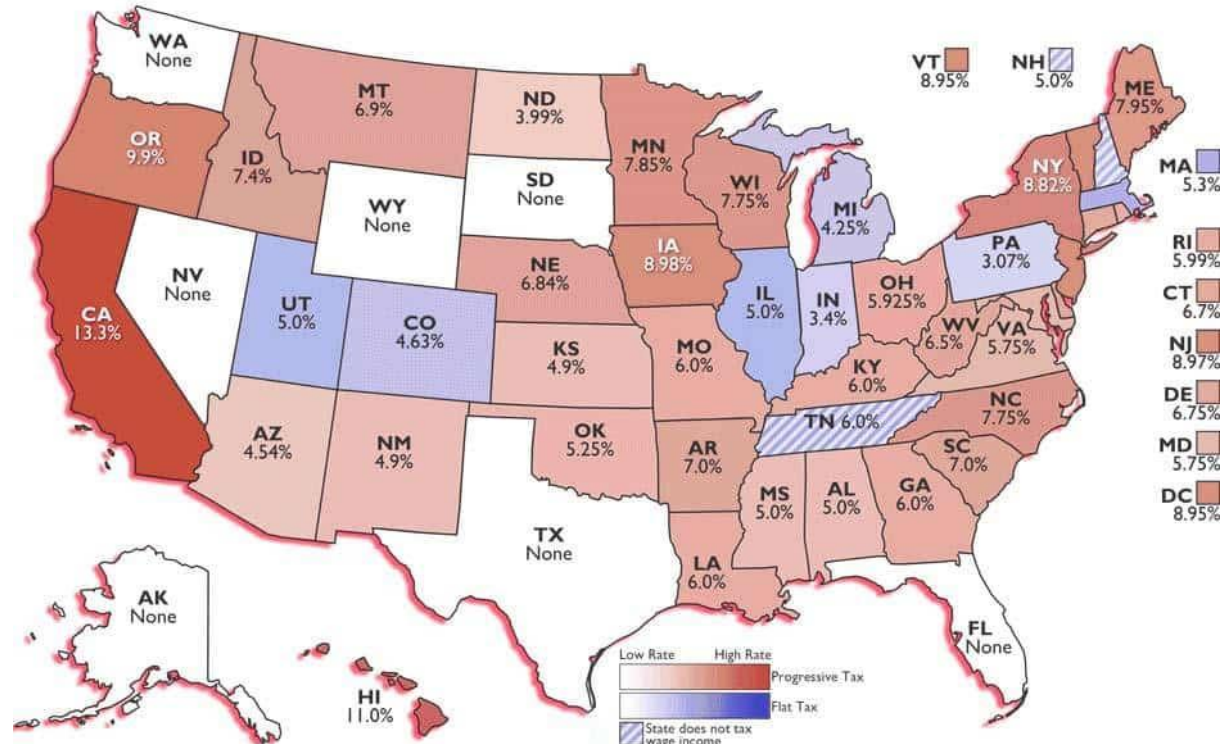 WA
None
OR
9.9%
CA
13.3%
NV
None
ID
7.4%
MT
6.9%
WY
None
UT
5.0%
CO
4.63%
AZ
4.54%
NM
4.9%
ND
3.99%
SD
None
NE
6.84%
KS
4.9%
OK
5.25%
TX
None
MN
7.85%
IA
8.98%
MO
6.0%
AR
7.0%
LA
6.0%
WI
7.75%
IL
5.0%
MI
4.25%
IN
3.4%
OH
5.925%
KY
6.0%
TN 6.0%
MS
5.0%
AL
5.0%
GA
6.0%
FL
None
SC
7.0%
NC
7.75%
WV
6.5%
VA
5.75%
PA
3.07%
NY
8.82%
VT
8.95%
NH
5.0%
ME
7.95%
MA
5.3%
RI
5.99%
CT
6.7%
NJ
8.97%
DE
6.75%
MD
5.75%
DC
8.95%
AK
None
HI
11.0%
Low Rate High Rate
Progressive Tax
Flat Tax
State does not tax
wage income